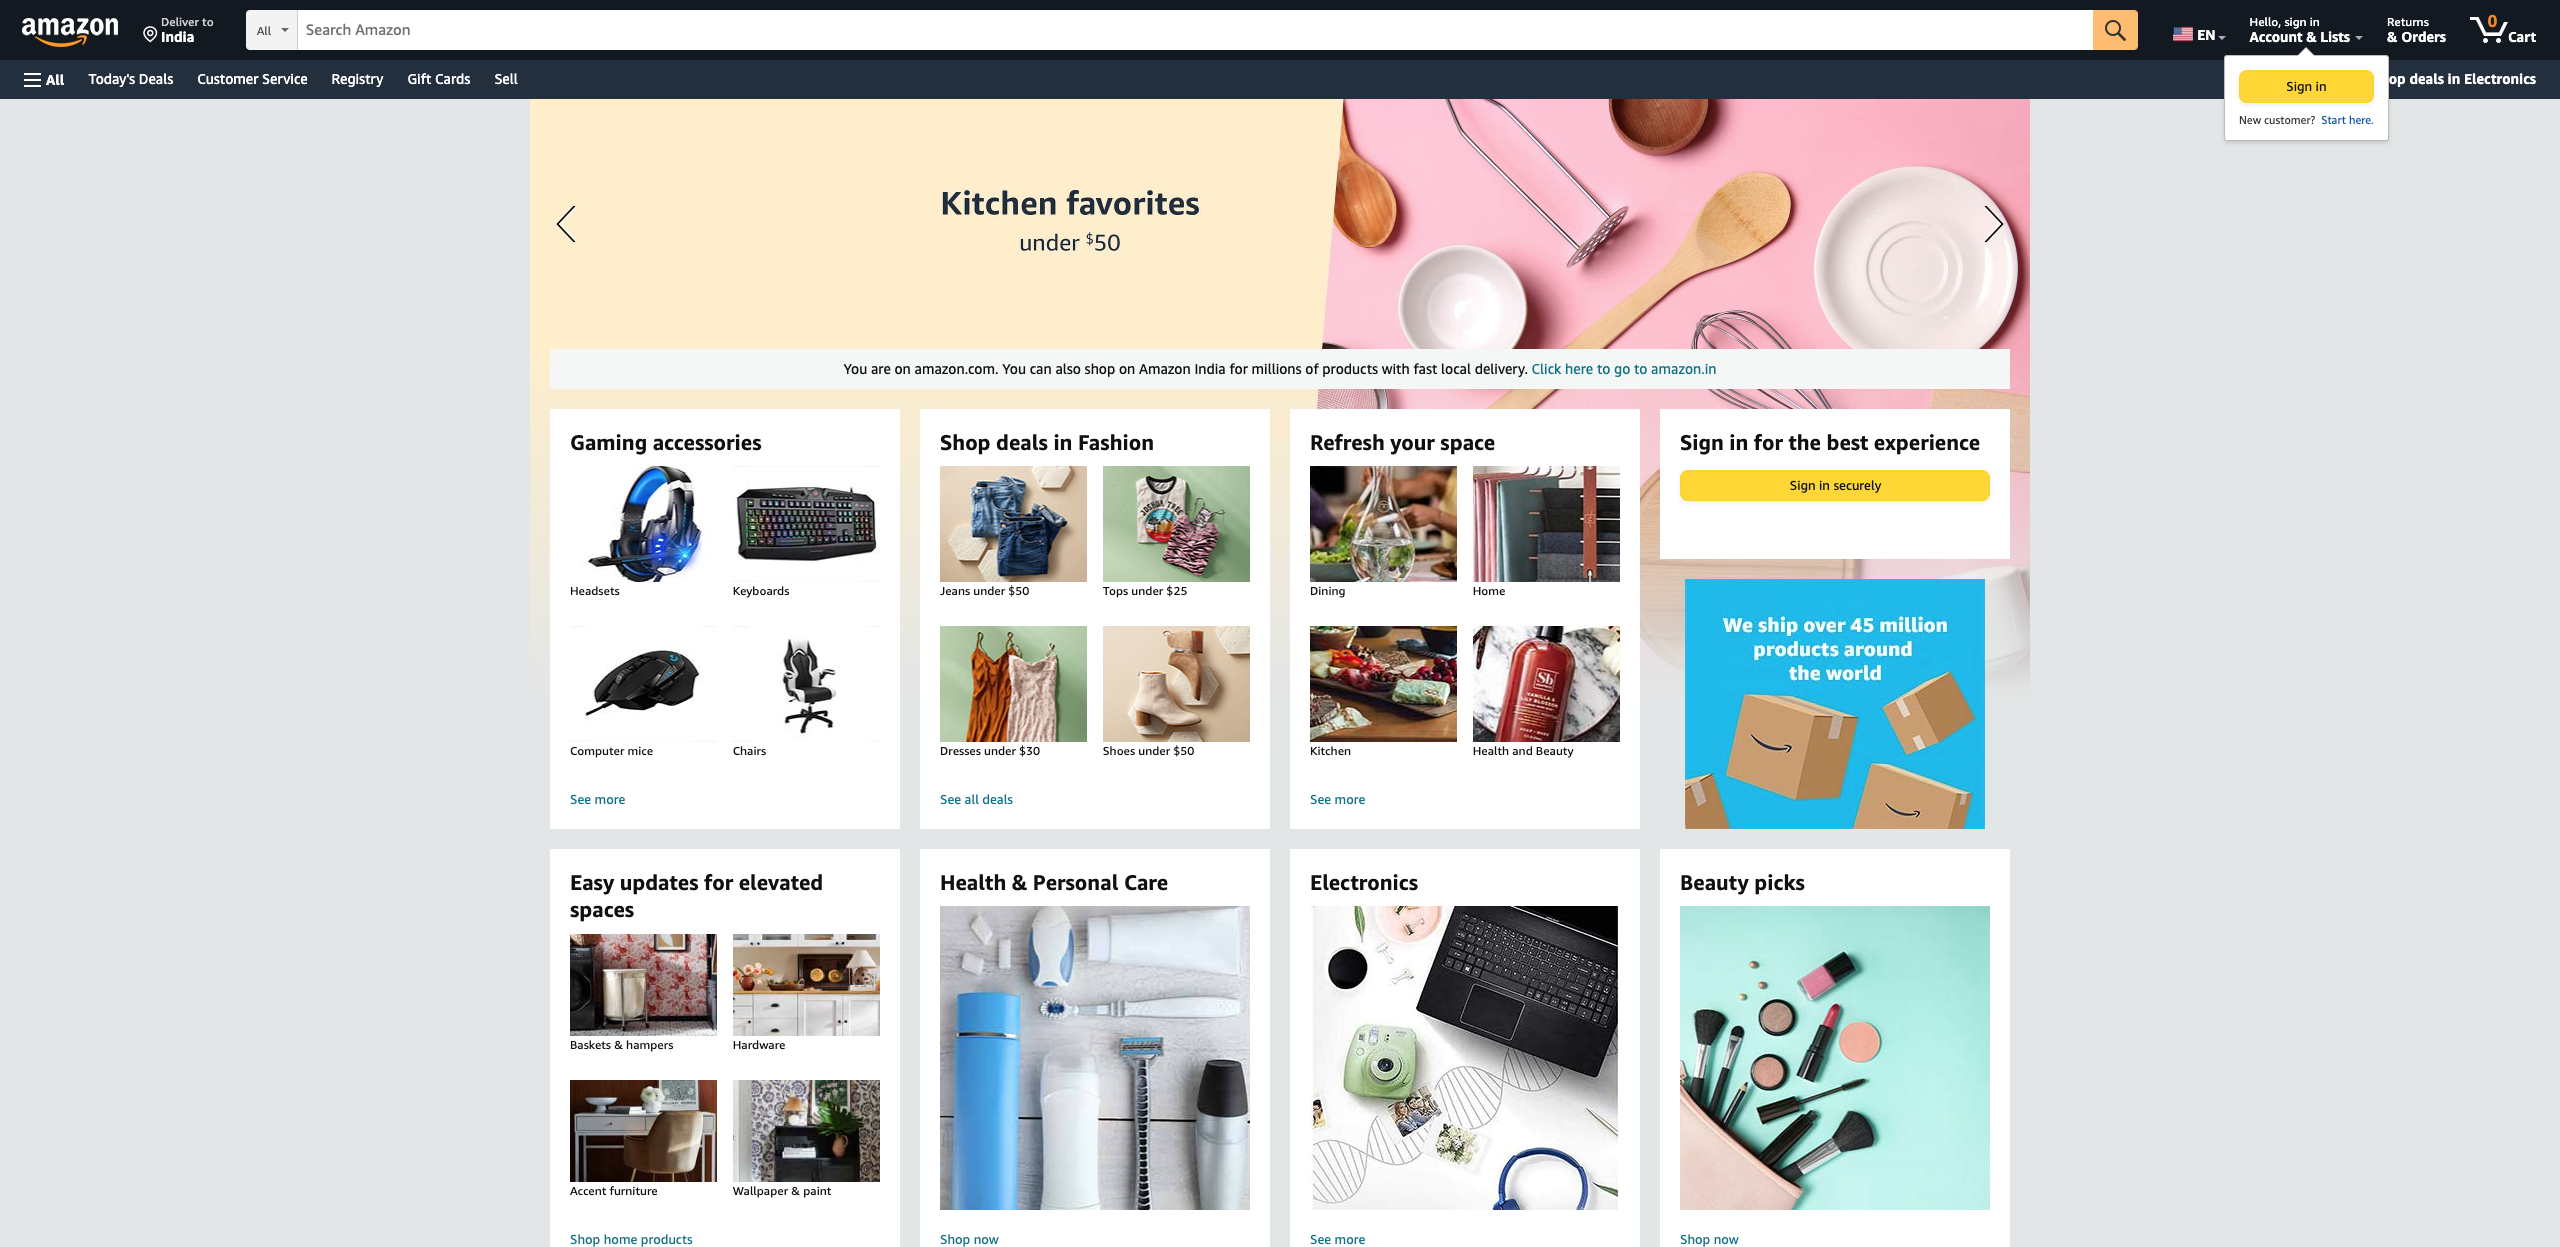 amazon
Deliver to
India
All
Search Amazon
EN
Hello, sign in
Account & Lists
Returns
& Orders
0
Cart
All
Today's Deals
Customer Service
Registry
Gift Cards
Sell
op deals in Electronics
Sign in
New customer? Start here.
Kitchen favorites
under $50
You are on amazon.com. You can also shop on Amazon India for millions of products with fast local delivery. Click here to go to amazon.in
Gaming accessories
Headsets
Keyboards
Computer mice
Chairs
See more
Shop deals in Fashion
JOSHUA TREE
Jeans under $50
Tops under $25
Dresses under $30
Shoes under $50
See all deals
Refresh your space
Dining
Home
Sb
VANILLA &
LILY BLOSSOM
Kitchen
Health and Beauty
See more
Sign in for the best experience
Sign in securely
We ship over 45 million
products around
the world
Easy updates for elevated
spaces
Baskets & hampers
Hardware
Accent furniture
Wallpaper & paint
Shop home products
Health & Personal Care
Shop now
Electronics
See more
Beauty picks
Shop now